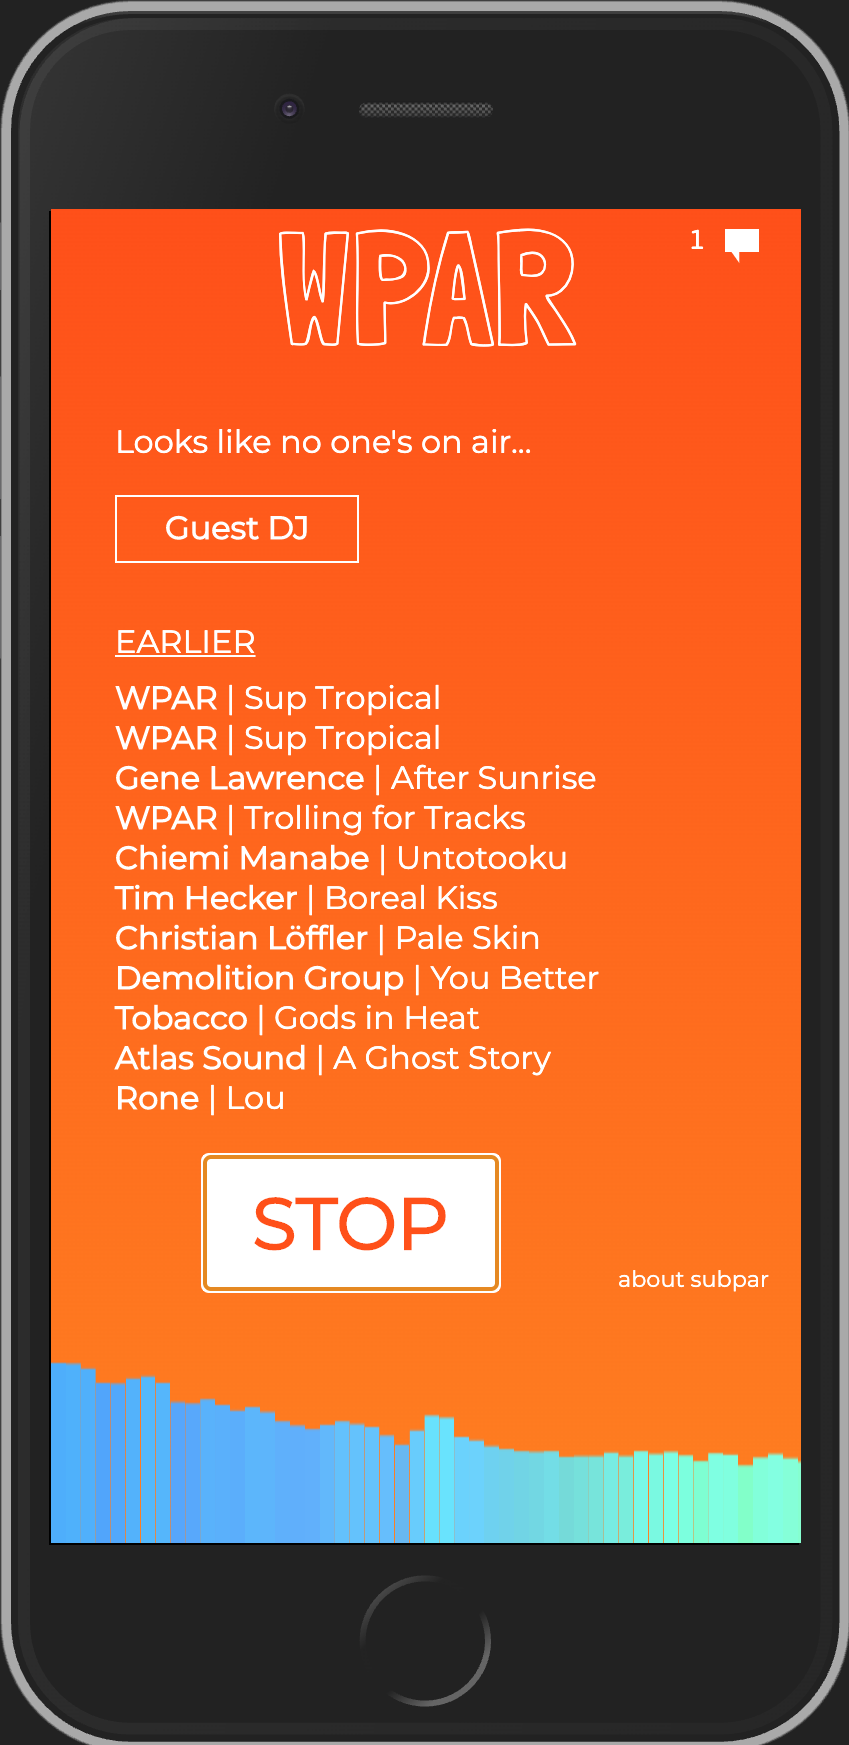 WPAR
1
Looks like no one's on air...
Guest DJ
EARLIER
WPAR | Sup Tropical
WPAR | Sup Tropical
Gene Lawrence | After Sunrise
WPAR | Trolling for Tracks
Chiemi Manabe | Untotooku
Tim Hecker | Boreal Kiss
Christian Löffler | Pale Skin
Demolition Group | You Better
Tobacco | Gods in Heat
Atlas Sound | A Ghost Story
Rone | Lou
STOP
about subpar